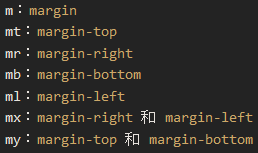 m：margin
mt：margin-top
mr：margin-right
mb：margin-bottom
ml：margin-left
mx：margin-right 和 margin-left
my：margin-top 和 margin-bottom